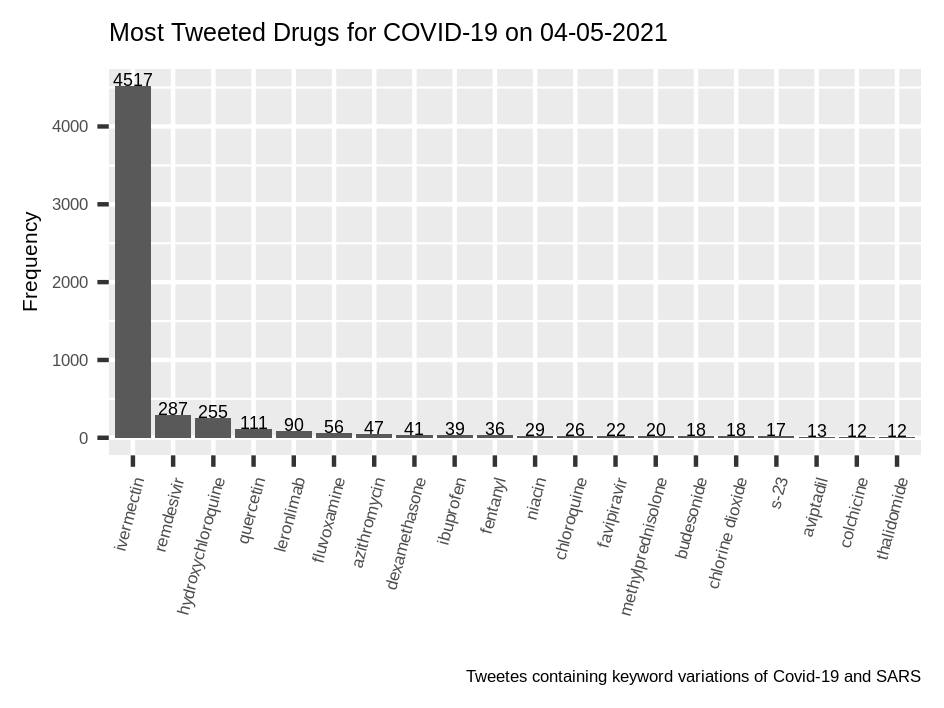 Most Tweeted Drugs for COVID-19 on 04-05-2021
Frequency
4000
3000
2000
1000
0
4517
287
255
111
90
56
47
41
39
36
29
26
22
20
18
18
17
13
12
12
ivermectin
remdesivir
hydroxychloroquine
quercetin
leronlimab
fluvoxamine
azithromycin
dexamethasone
ibuprofen
fentanyl
niacin
chloroquine
favipiravir
methylprednisolone
budesonide
chlorine dioxide
s-23
aviptadil
colchicine
thalidomide
Tweetes containing keyword variations of Covid-19 and SARS